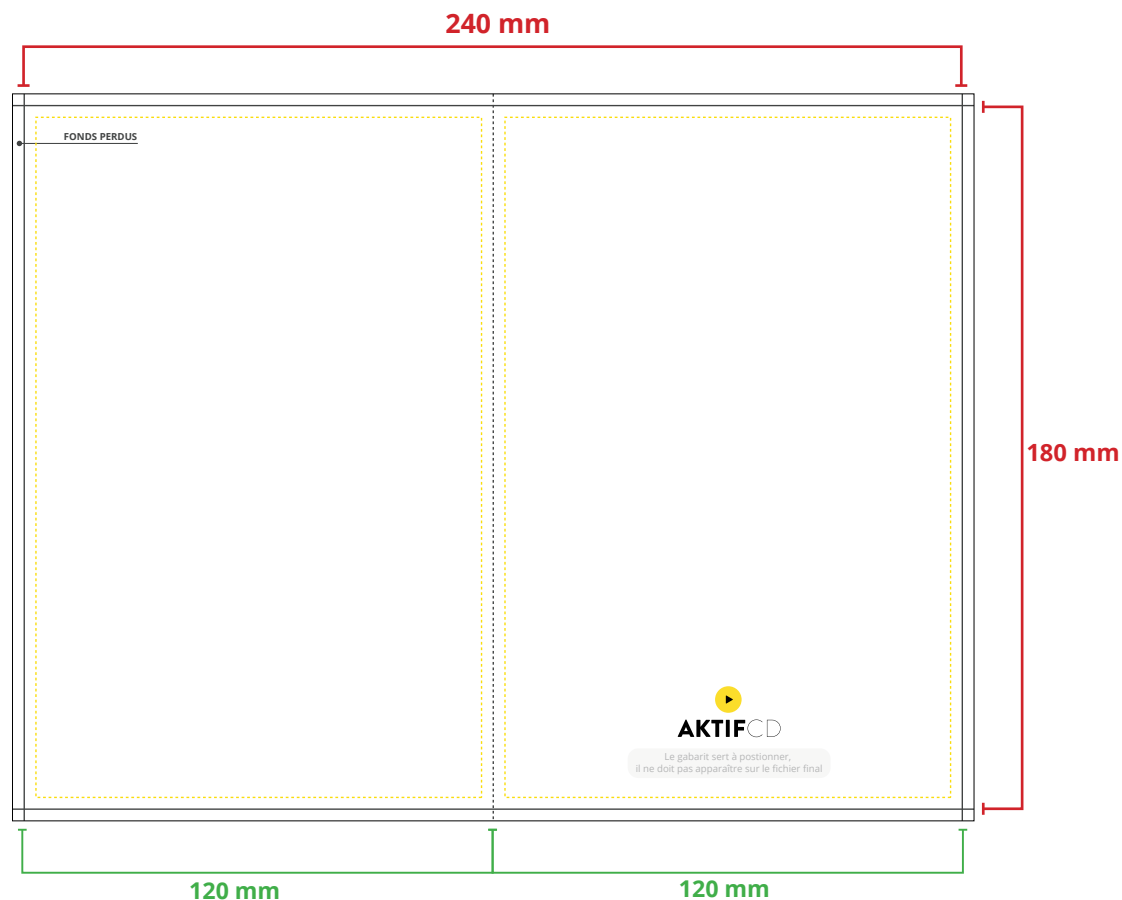 240 mm
FONDS PERDUS
180 mm
AKTIFCD
Le gabarit sert à postionner,
il ne doit pas apparaître sur le fichier final
120 mm
120 mm